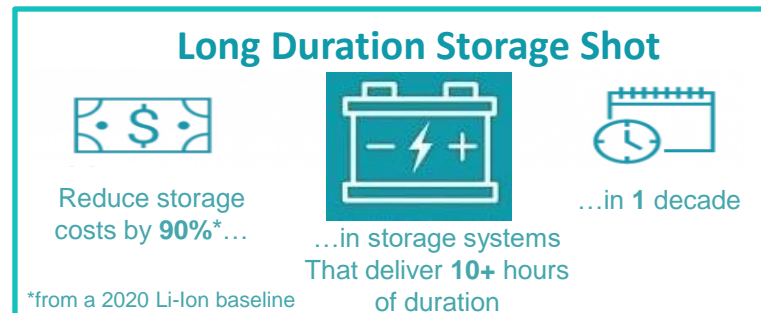 Long Duration Storage Shot
$
Reduce storage
costs by 90%*…
…in storage systems
That deliver 10+ hours
of duration
…in 1 decade
*from a 2020 Li-Ion baseline